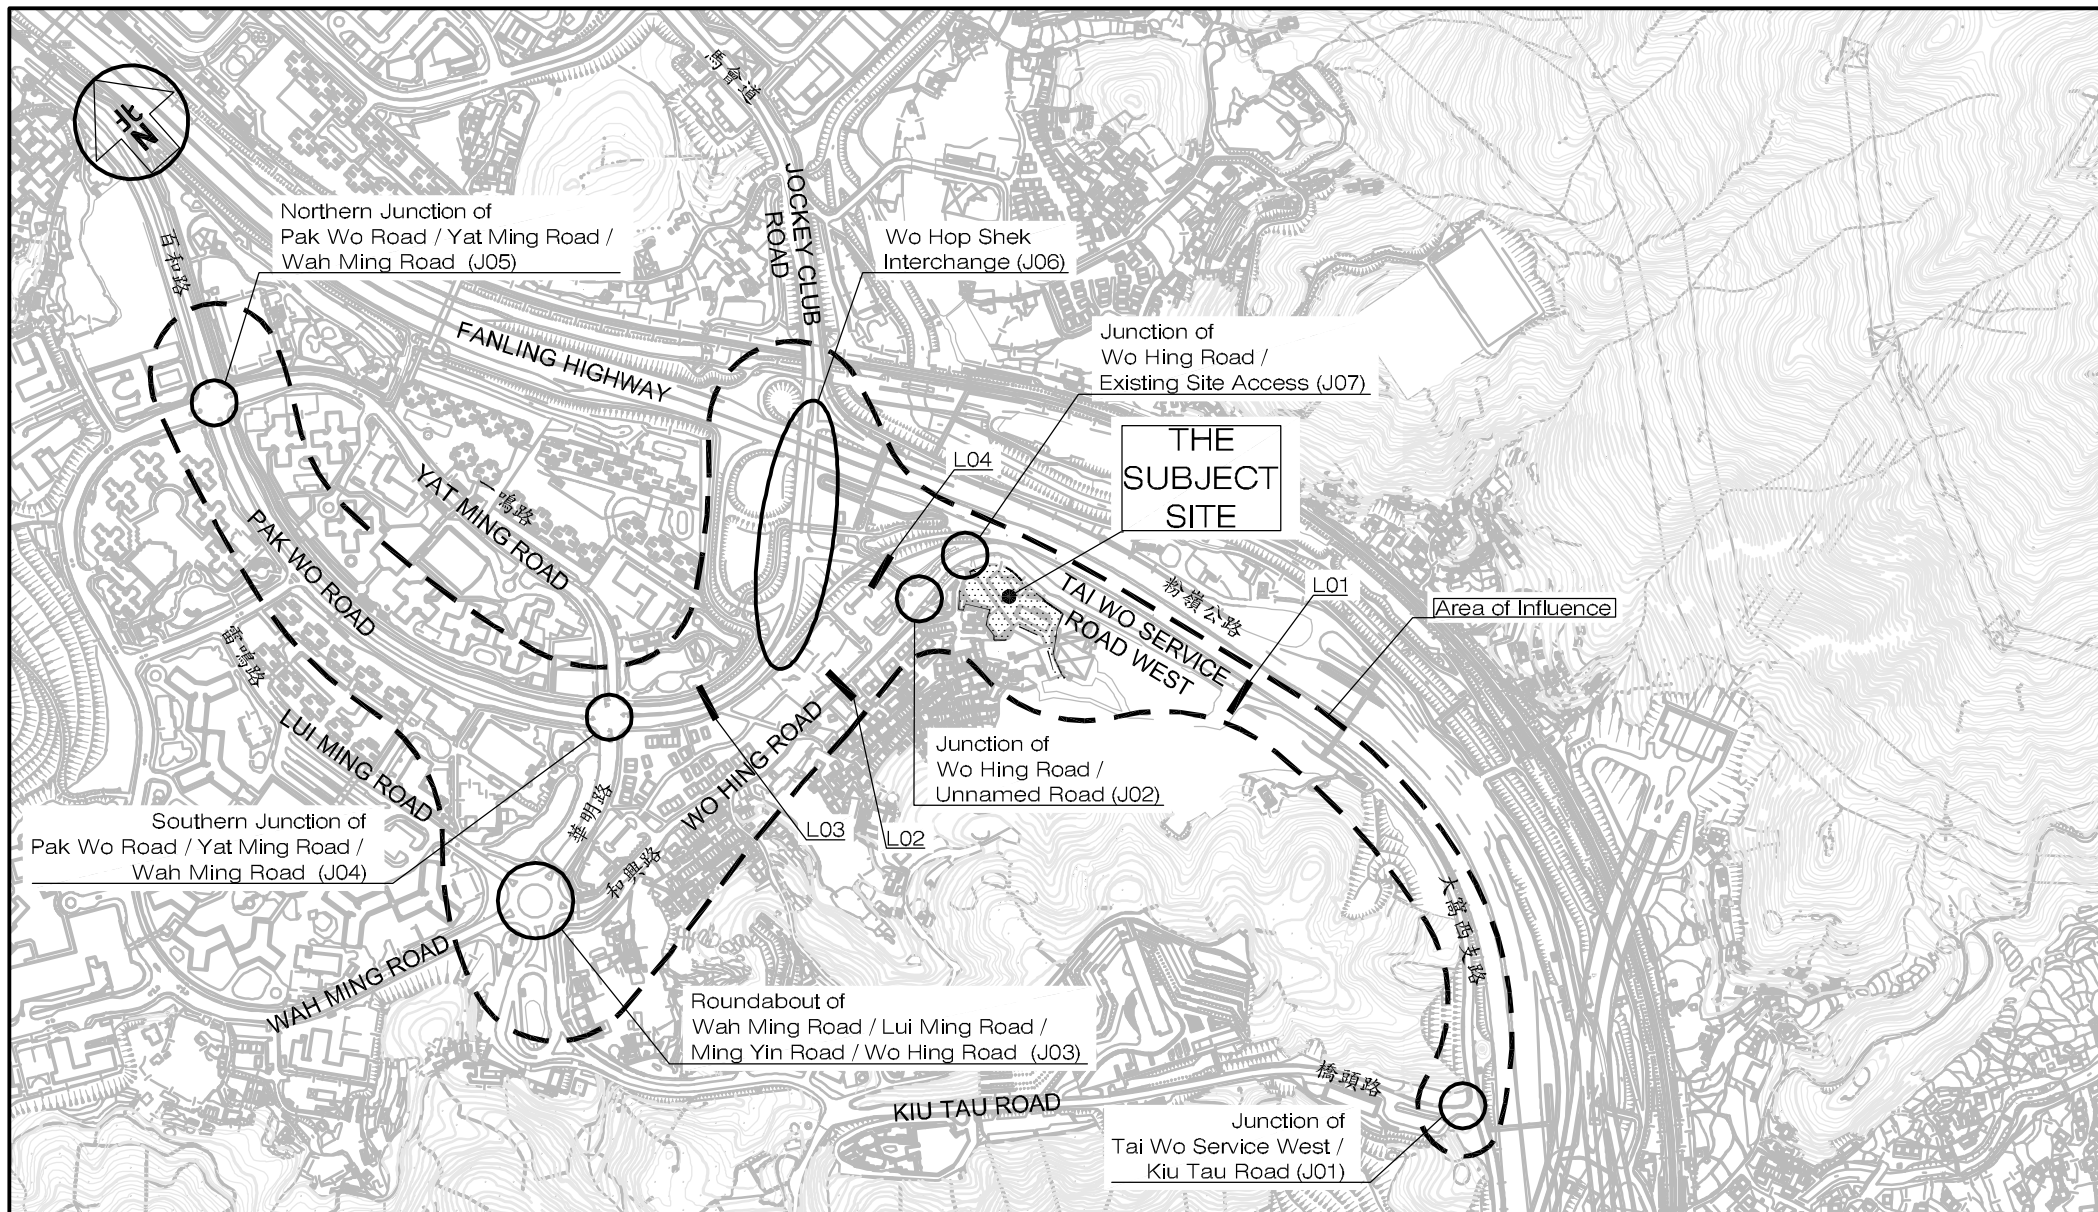 北
N
馬會道
JOCKEY CLUB
ROAD
Northern Junction of
Pak Wo Road / Yat Ming Road /
Wah Ming Road (J05)
百和路
Wo Hop Shek
Interchange (J06)
FANLING HIGHWAY
Junction of
Wo Hing Road /
Existing Site Access (J07)
THE
SUBJECT
SITE
L04
一鳴路
YAT MING ROAD
PAK WO ROAD
粉嶺公路
TAI WO SERVICE
ROAD WEST
L01
Area of Influence
雷鳴路
LUI MING ROAD
WO HING ROAD
Junction of
Wo Hing Road /
Unnamed Road (J02)
L03
L02
華明路
和興路
Southern Junction of
Pak Wo Road / Yat Ming Road /
Wah Ming Road (J04)
大窩西支路
WAH MING ROAD
Roundabout of
Wah Ming Road / Lui Ming Road /
Ming Yin Road / Wo Hing Road (J03)
橋頭路
KIU TAU ROAD
Junction of
Tai Wo Service West /
Kiu Tau Road (J01)